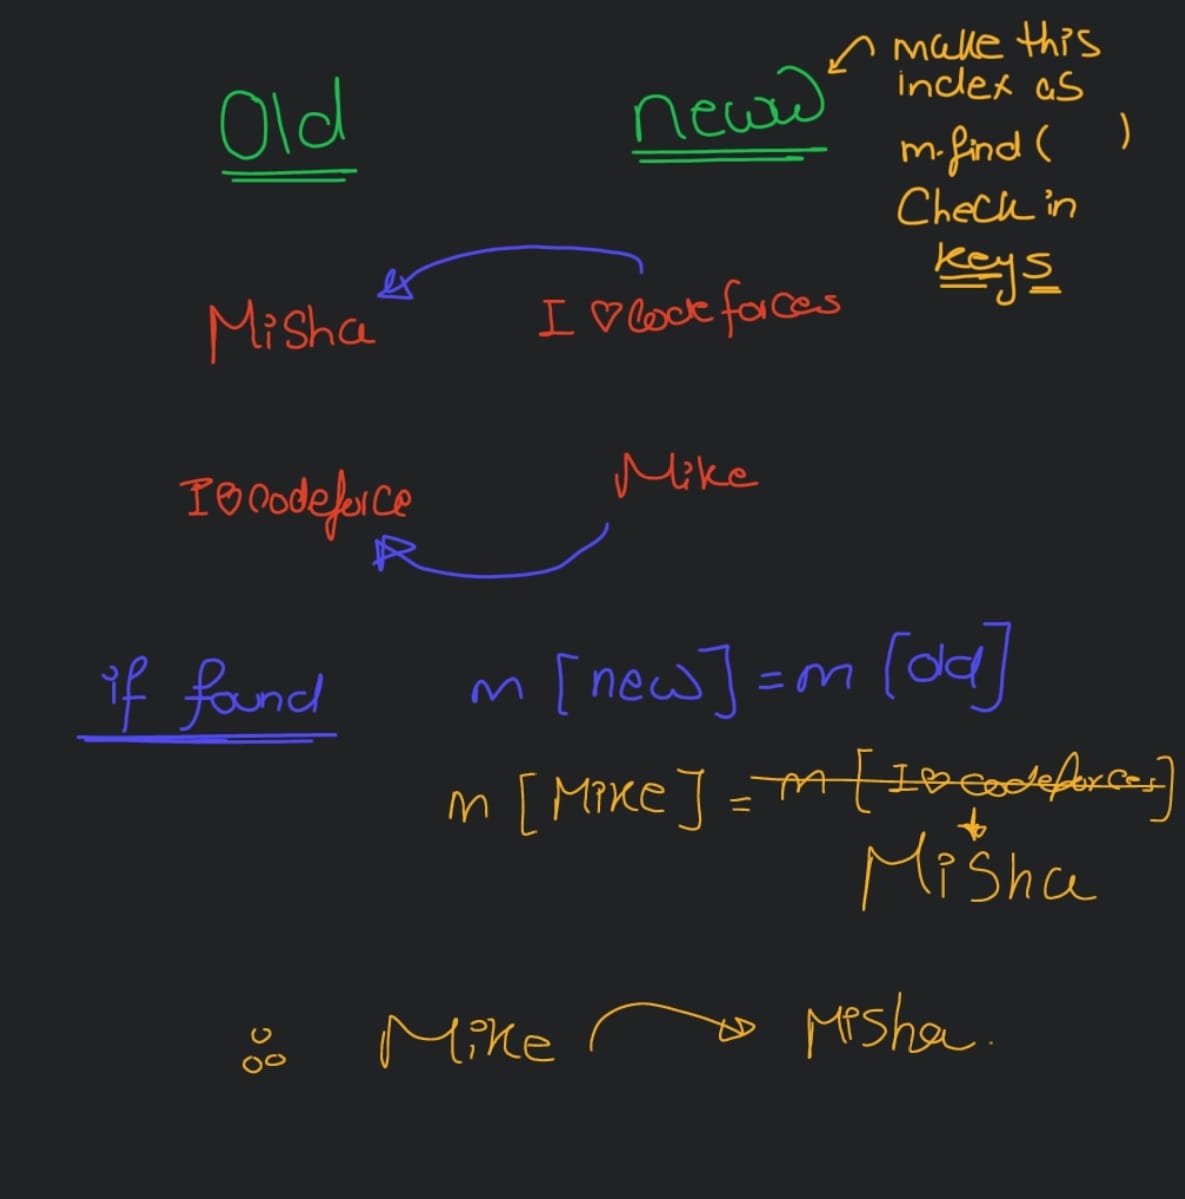 Old
neww
make this
index as
m.find( )
Check in
keys
Misha
I ♡ Codeforces
I♡Codeforce
Mike
if found
m [new] = m [old]
m [Mike] = m [I♡Codeforces]
Misha
∴ Mike Misha.